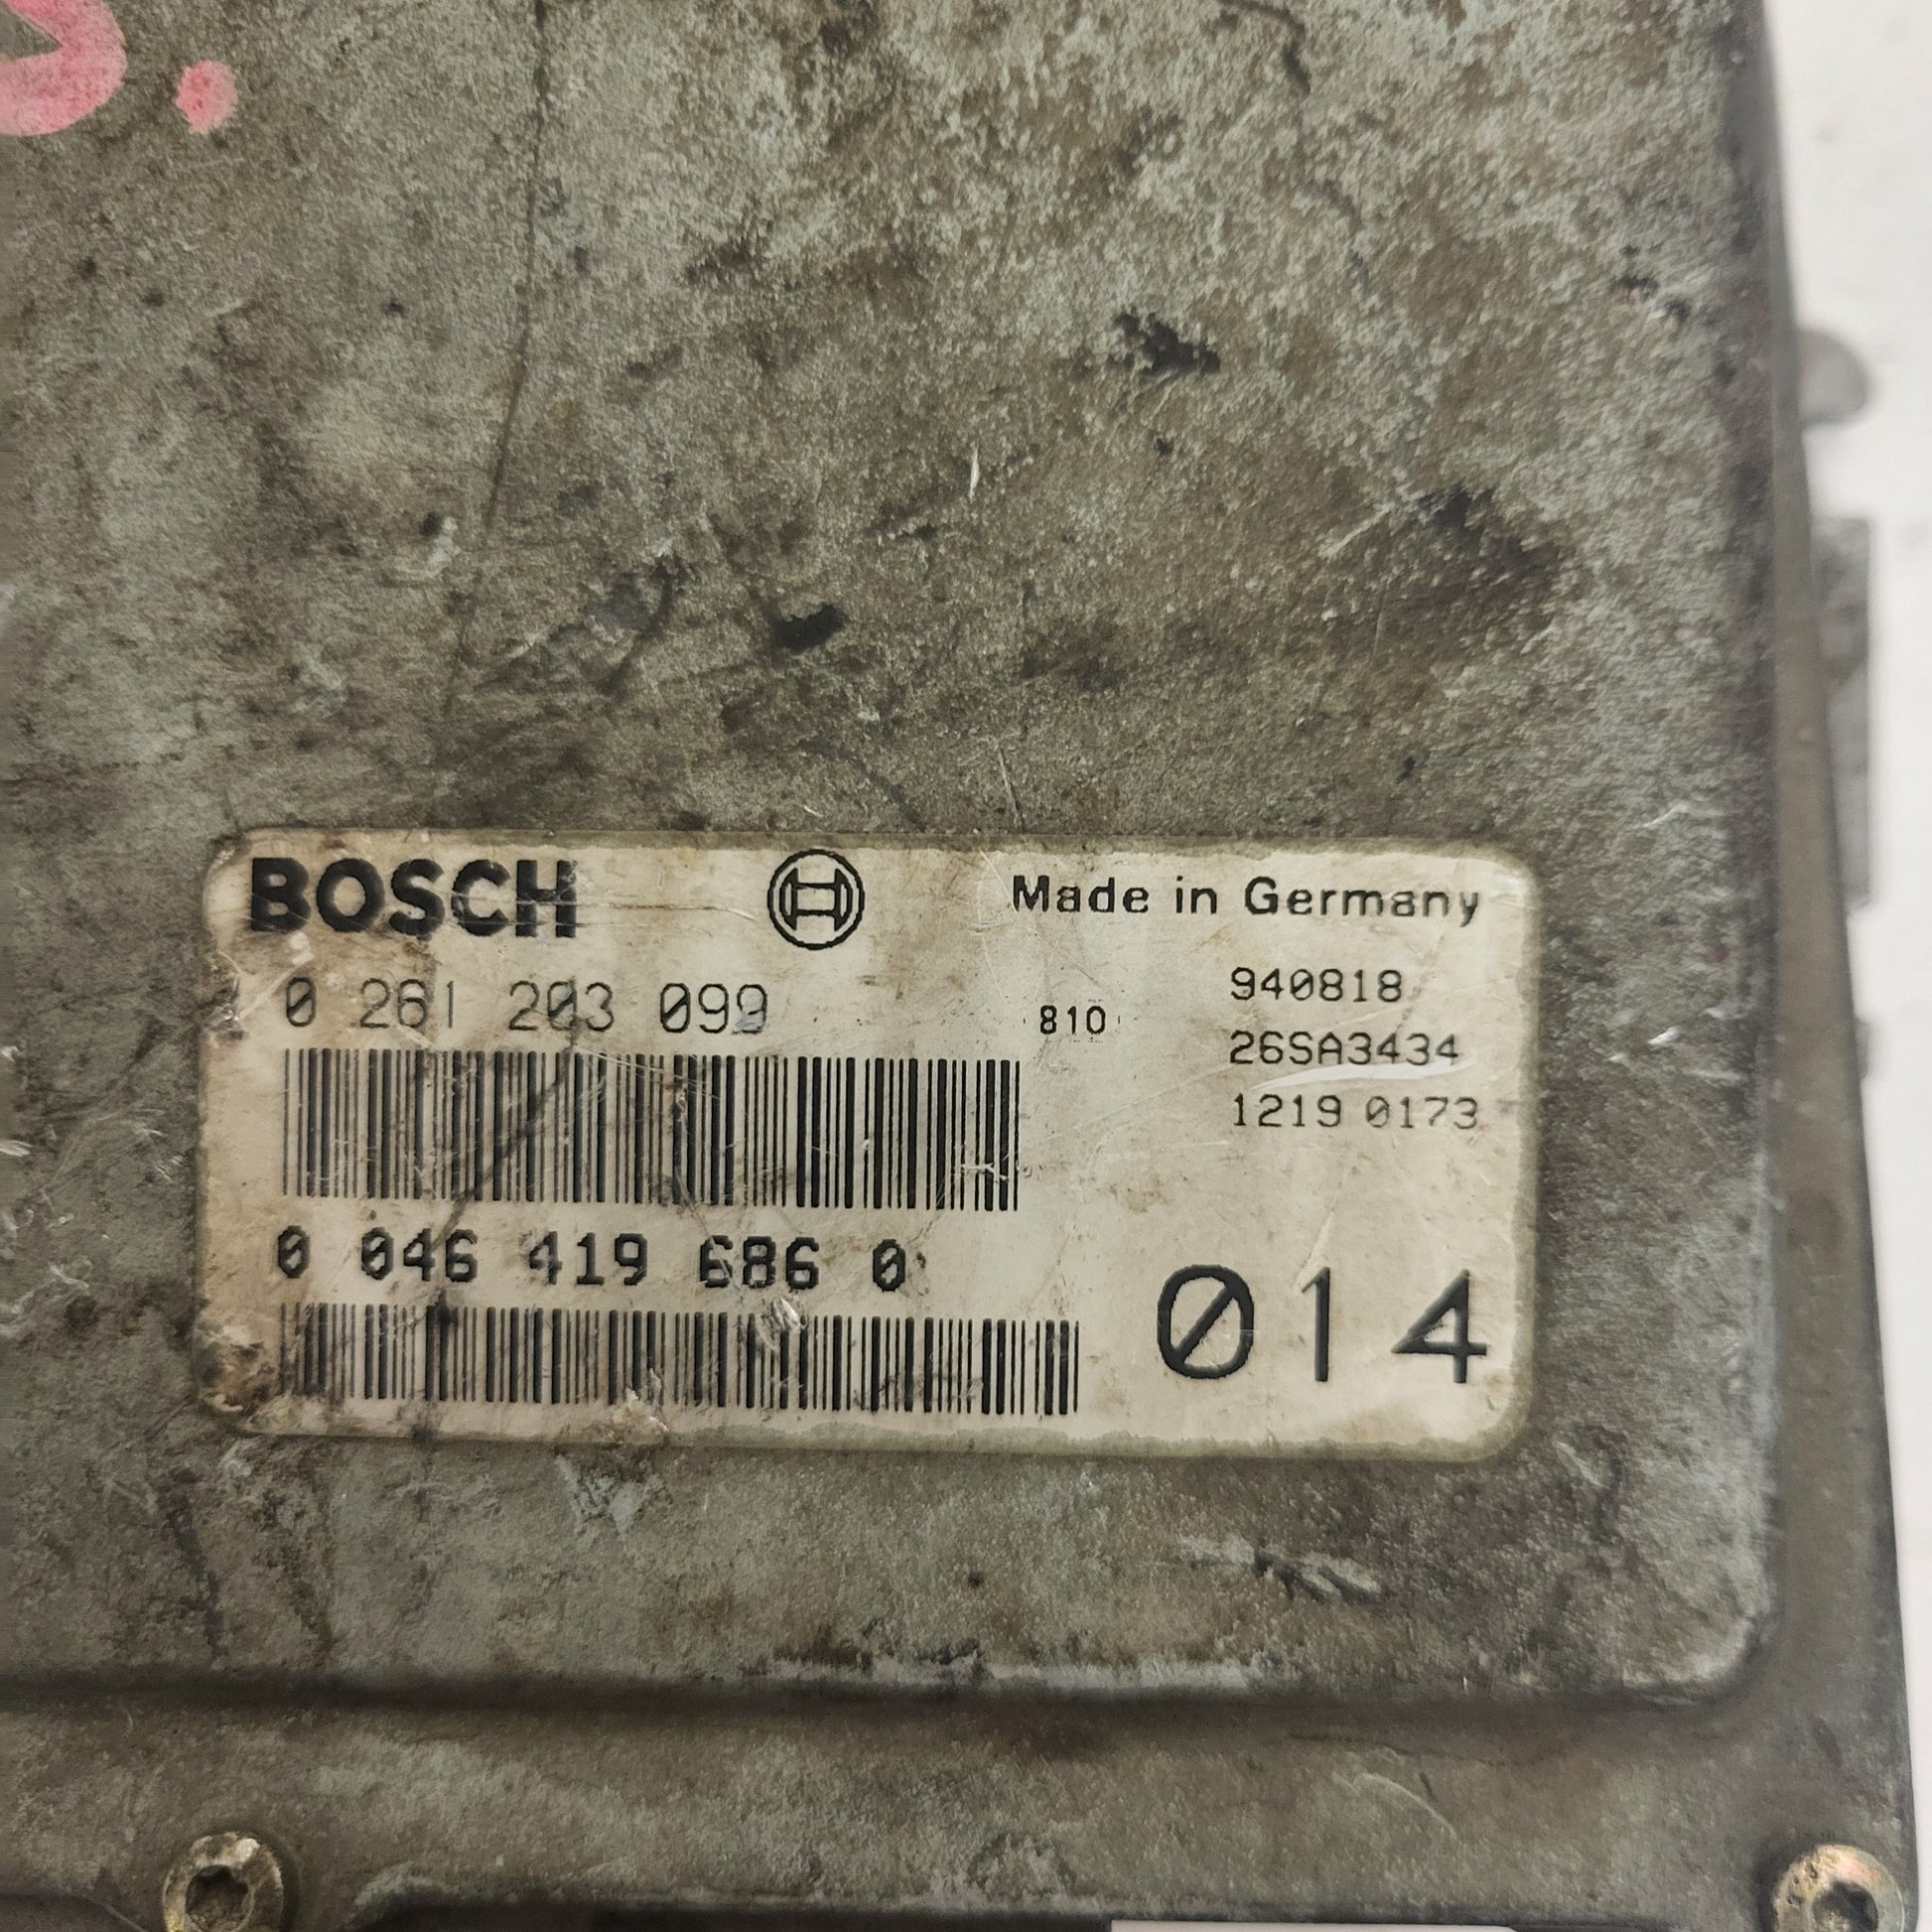 BOSCH Made in Germany
0 261 203 099 810 940818
26SA3434
1219 0173
0 046 419 686 0
014